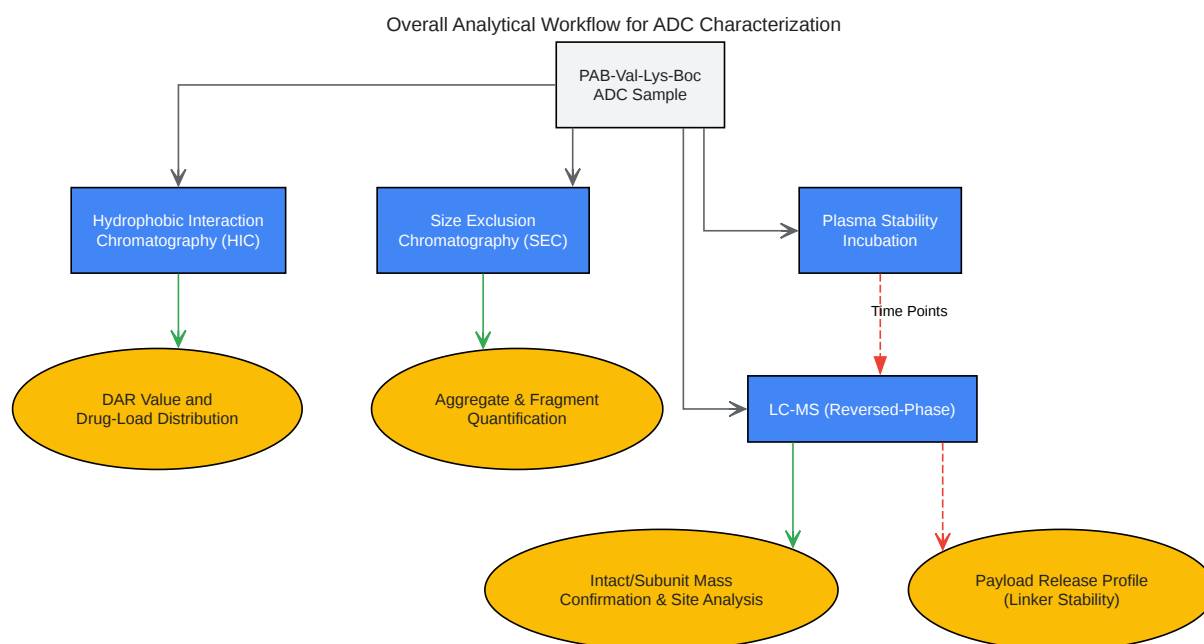 Overall Analytical Workflow for ADC Characterization
PAB-Val-Lys-Boc
ADC Sample
Hydrophobic Interaction
Chromatography (HIC)
Size Exclusion
Chromatography (SEC)
Plasma Stability
Incubation
Time Points
DAR Value and
Drug-Load Distribution
Aggregate & Fragment
Quantification
LC-MS (Reversed-Phase)
Intact/Subunit Mass
Confirmation & Site Analysis
Payload Release Profile
(Linker Stability)